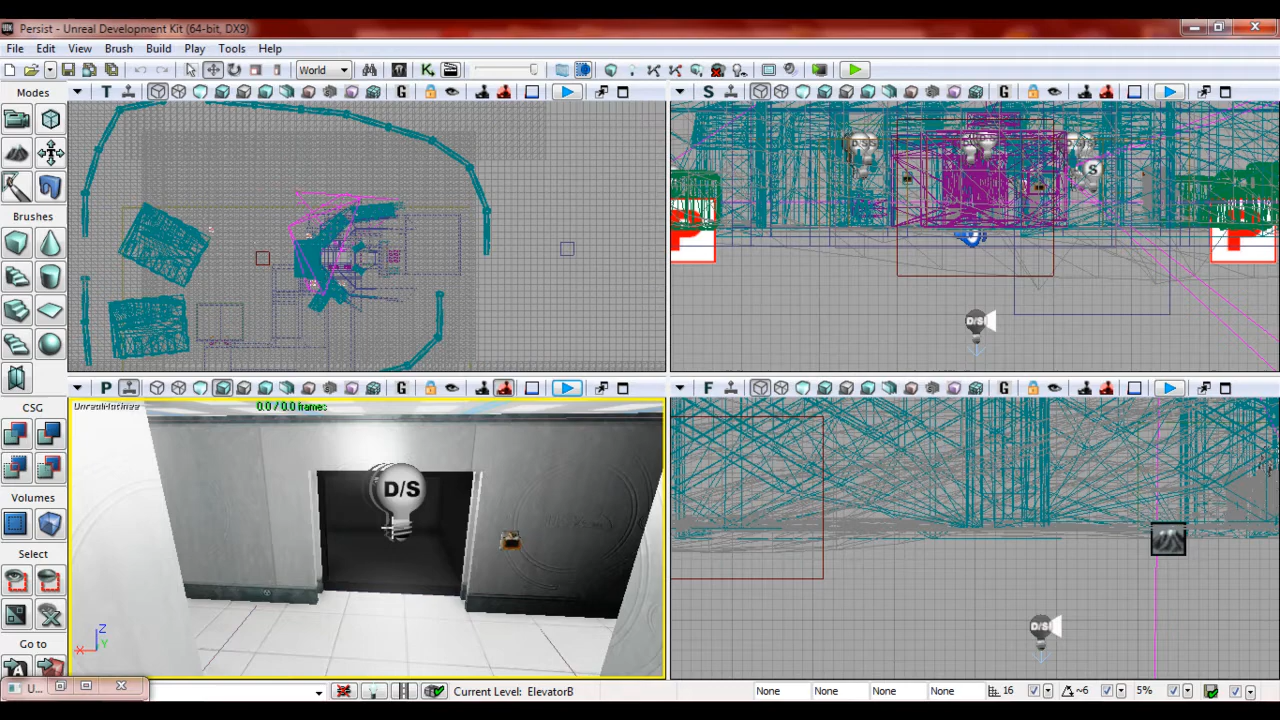 Persist - Unreal Development Kit (64-bit, DX9)
File Edit View Brush Build Play Tools Help
World
Modes
T G
S G
Brushes
CSG
P G
F G
0.0 / 0.0 frames
D/S
D/S
D/S
S
D/S
Volumes
Select
Go to
Z
X
Y
U...
Current Level: ElevatorB
None None None None 16 ~6 5%